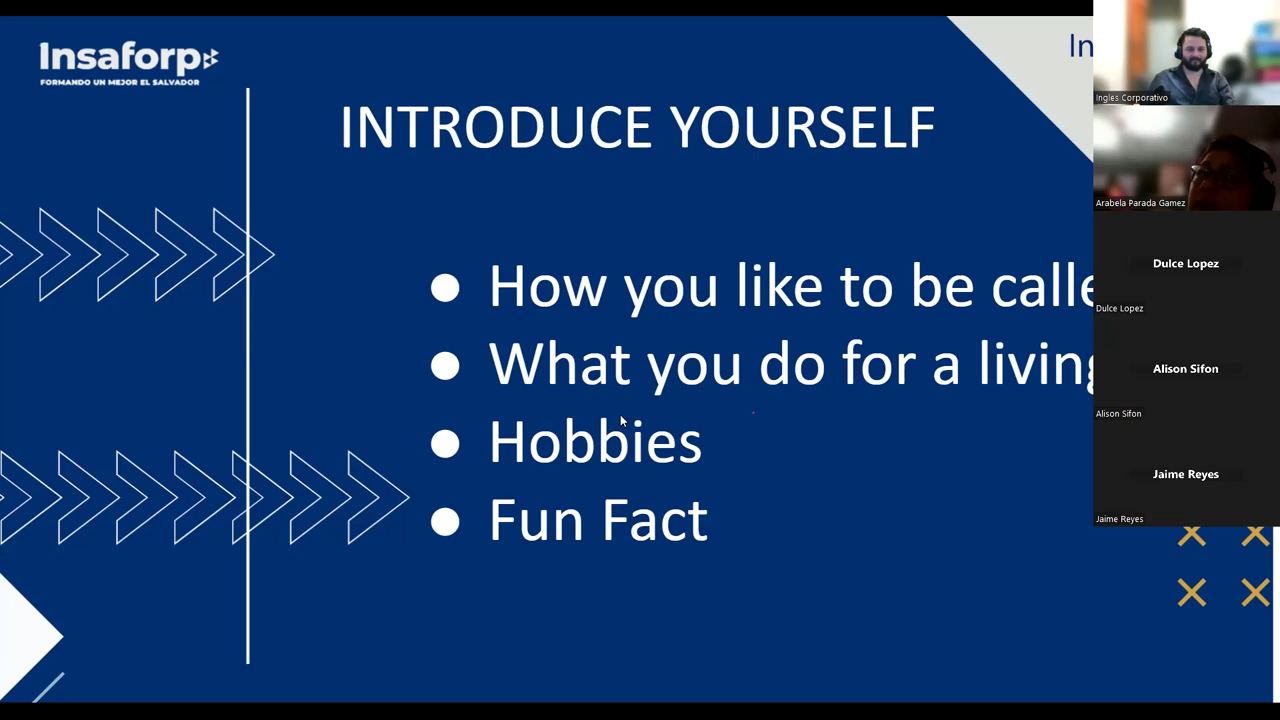 Insaforp
FORMANDO UN MEJOR EL SALVADOR
In
INTRODUCE YOURSELF
● How you like to be calle
● What you do for a living
● Hobbies
● Fun Fact
Ingles Corporativo
Arabela Parada Gamez
Dulce Lopez
Dulce Lopez
Alison Sifon
Alison Sifon
Jaime Reyes
Jaime Reyes